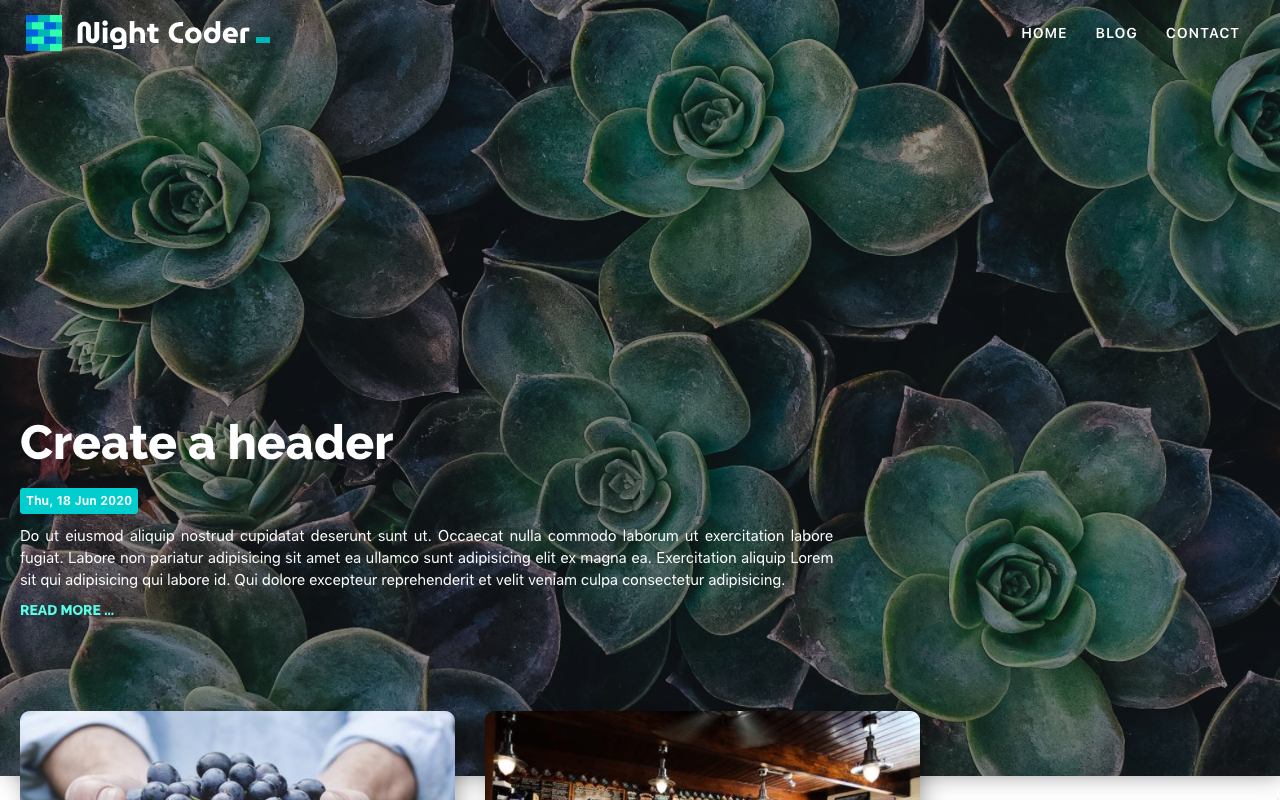 Night Coder
HOME BLOG CONTACT
Create a header
Thu, 18 Jun 2020
Do ut eiusmod aliquip nostrud cupidatat deserunt sunt ut. Occaecat nulla commodo laborum ut exercitation labore
fugiat. Labore non pariatur adipisicing sit amet ea ullamco sunt adipisicing elit ex magna ea. Exercitation aliquip Lorem
sit qui adipisicing qui labore id. Qui dolore excepteur reprehenderit et velit veniam culpa consectetur adipisicing.
READ MORE ...